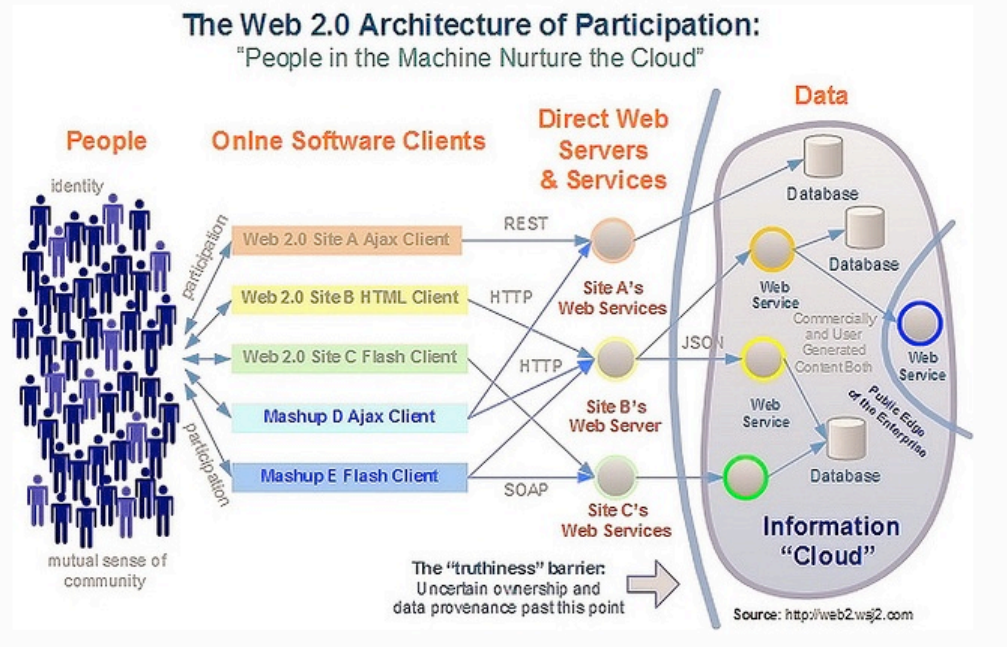 The Web 2.0 Architecture of Participation:
“People in the Machine Nurture the Cloud”
People
Onlne Software Clients
Direct Web
Servers
& Services
Data
identity
participation
Web 2.0 Site A Ajax Client
Web 2.0 Site B HTML Client
Web 2.0 Site C Flash Client
Mashup D Ajax Client
Mashup E Flash Client
participation
mutual sense of
community
REST
HTTP
HTTP
SOAP
Site A's
Web Services
Site B's
Web Server
Site C's
Web Services
JSON
Database
Database
Web
Service
Commercially
and User
Generated
Content Both
Web
Service
Public Edge
of the Enterprise
Web
Service
Database
Information
“Cloud”
The “truthiness” barrier:
Uncertain ownership and
data provenance past this point
Source: http://web2.wsj2.com